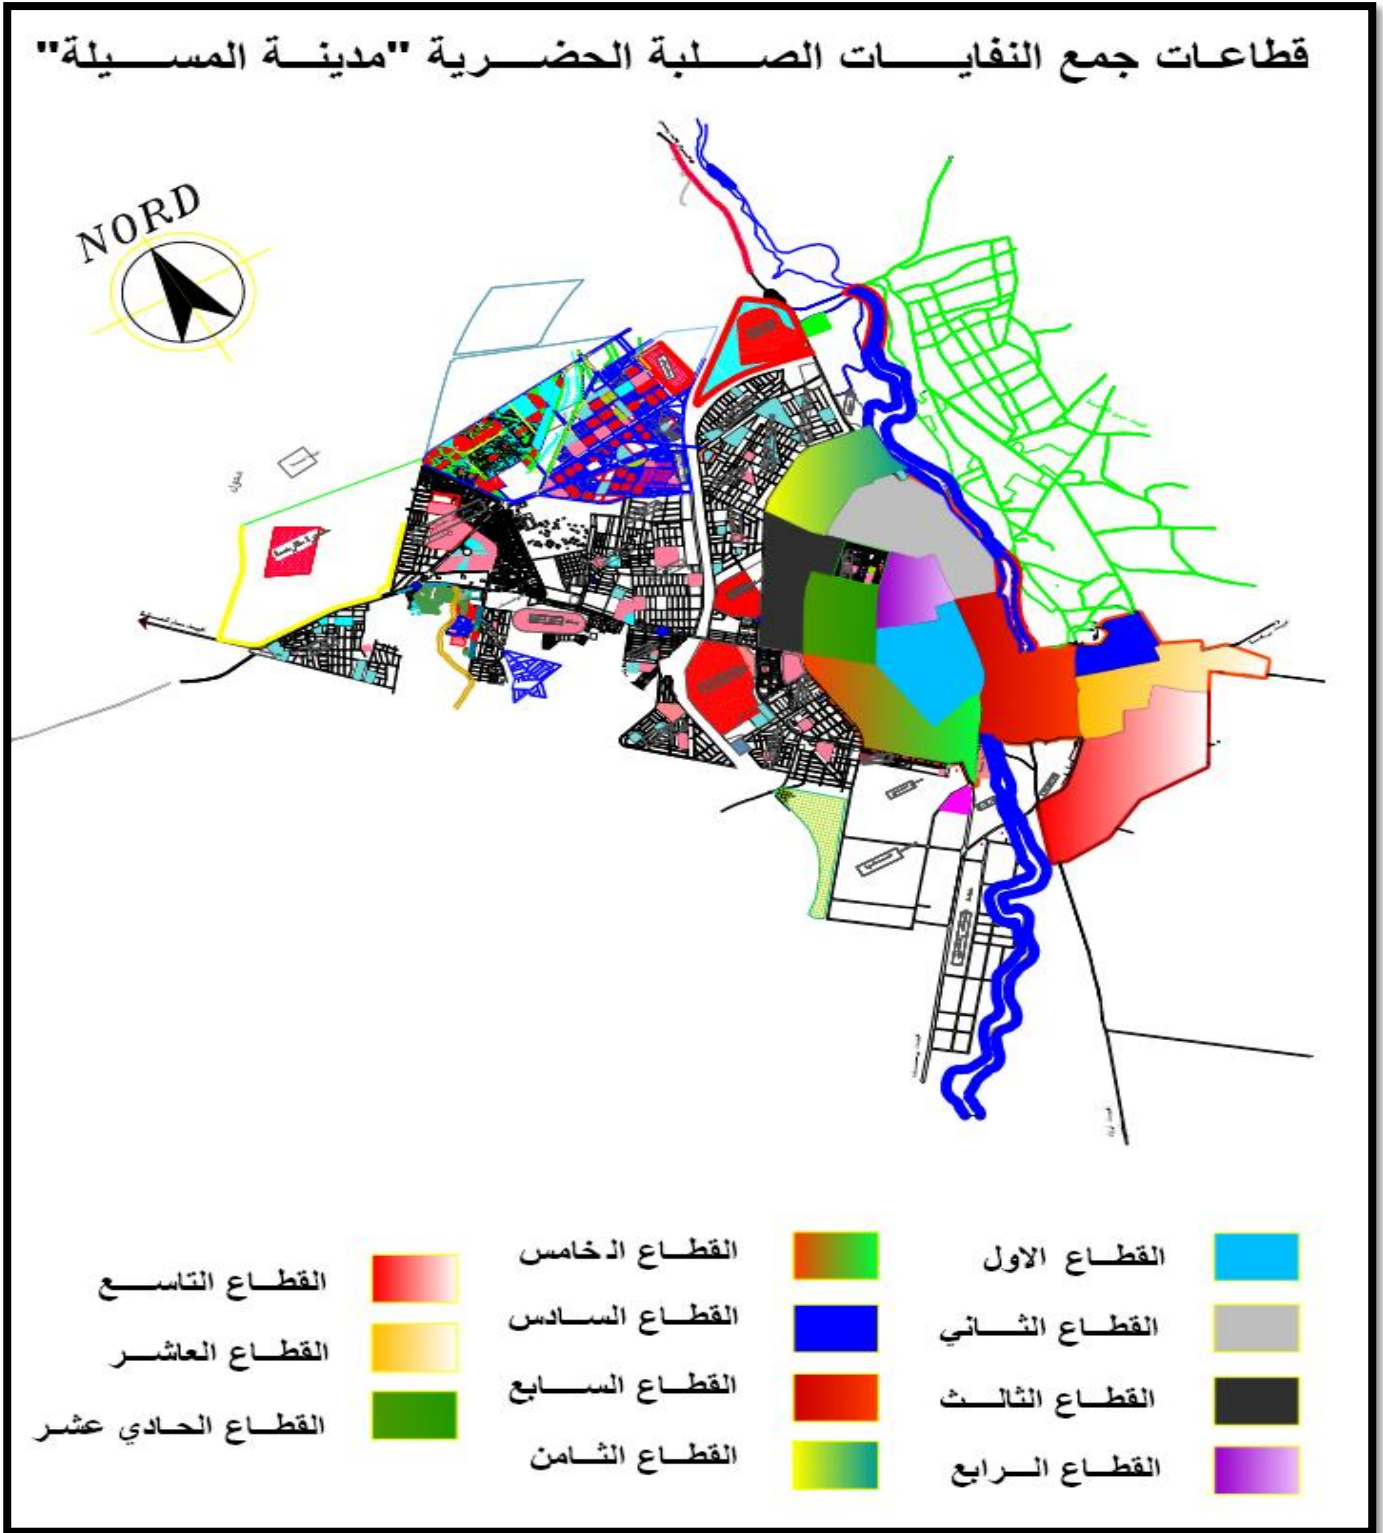 قطاعات جمع النفايات الصلبة الحضرية "مدينة المسيلة"
NORD
القطاع الاول
القطاع الثاني
القطاع الثالث
القطاع الرابع
القطاع الخامس
القطاع السادس
القطاع السابع
القطاع الثامن
القطاع التاسع
القطاع العاشر
القطاع الحادي عشر